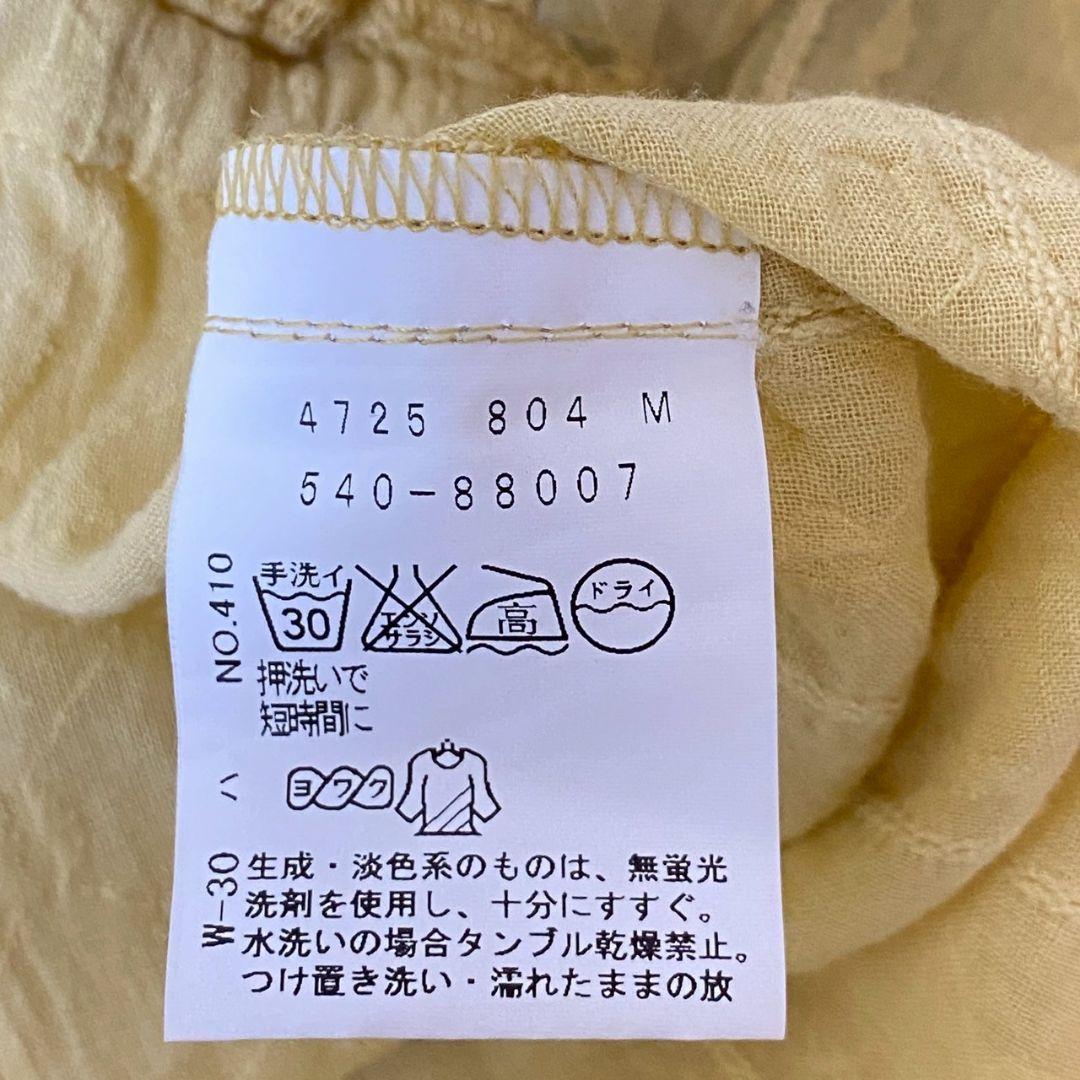 4725 804 M
540-88007
手洗イ
30
エンソ
サラシ
高
ドライ
押洗いで
短時間に
ヨワク
生成・淡色系のものは、無蛍光
洗剤を使用し、十分にすすぐ。
水洗いの場合タンブル乾燥禁止。
つけ置き洗い・濡れたままの放
W-30 ハ NO.410